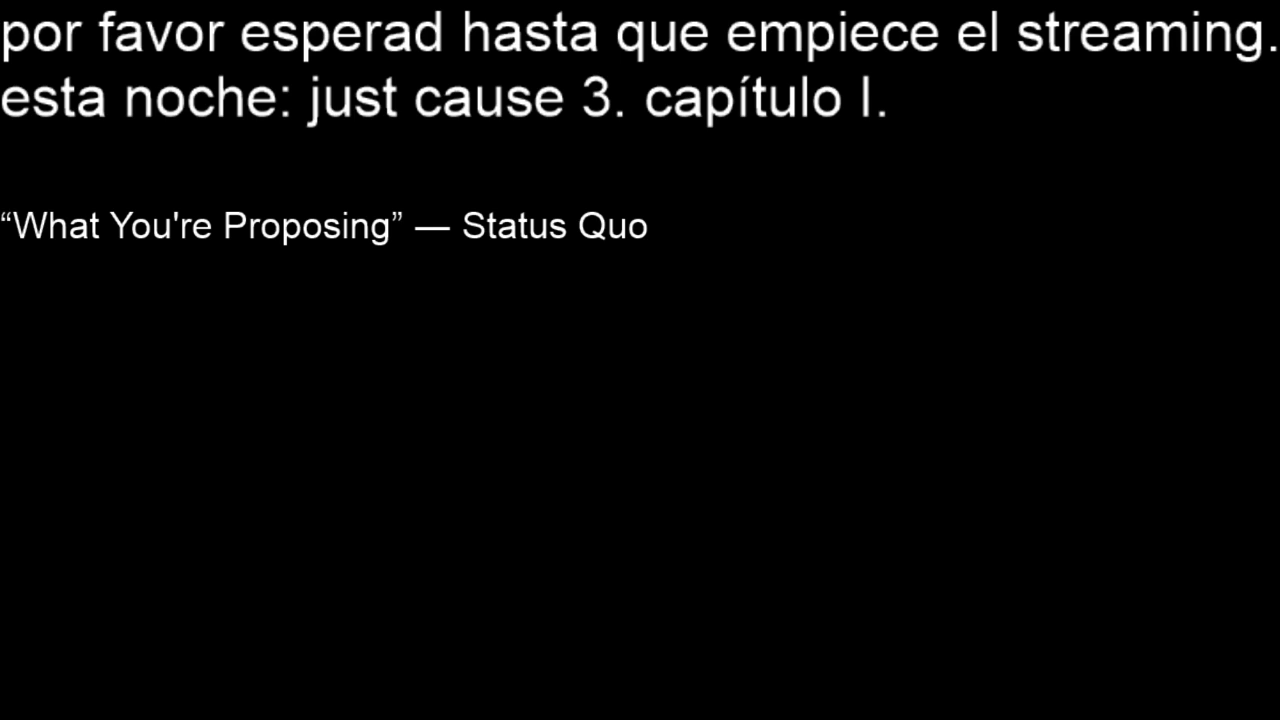 por favor esperad hasta que empiece el streaming.
esta noche: just cause 3. capítulo I.
“What You're Proposing” — Status Quo